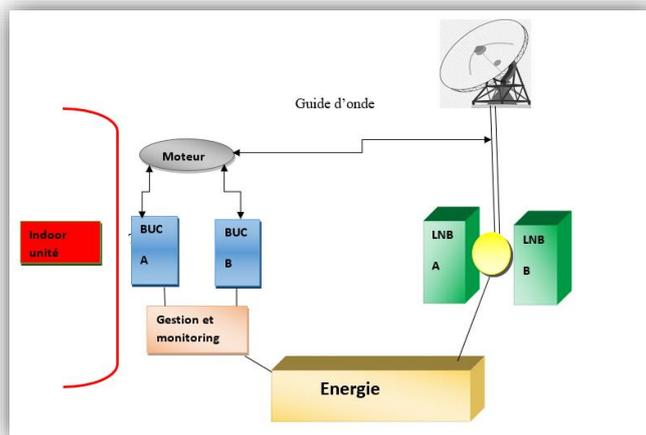 Guide d'onde
Moteur
BUC
A
BUC
B
LNB
A
LNB
B
Indoor
unité
Gestion et
monitoring
Energie